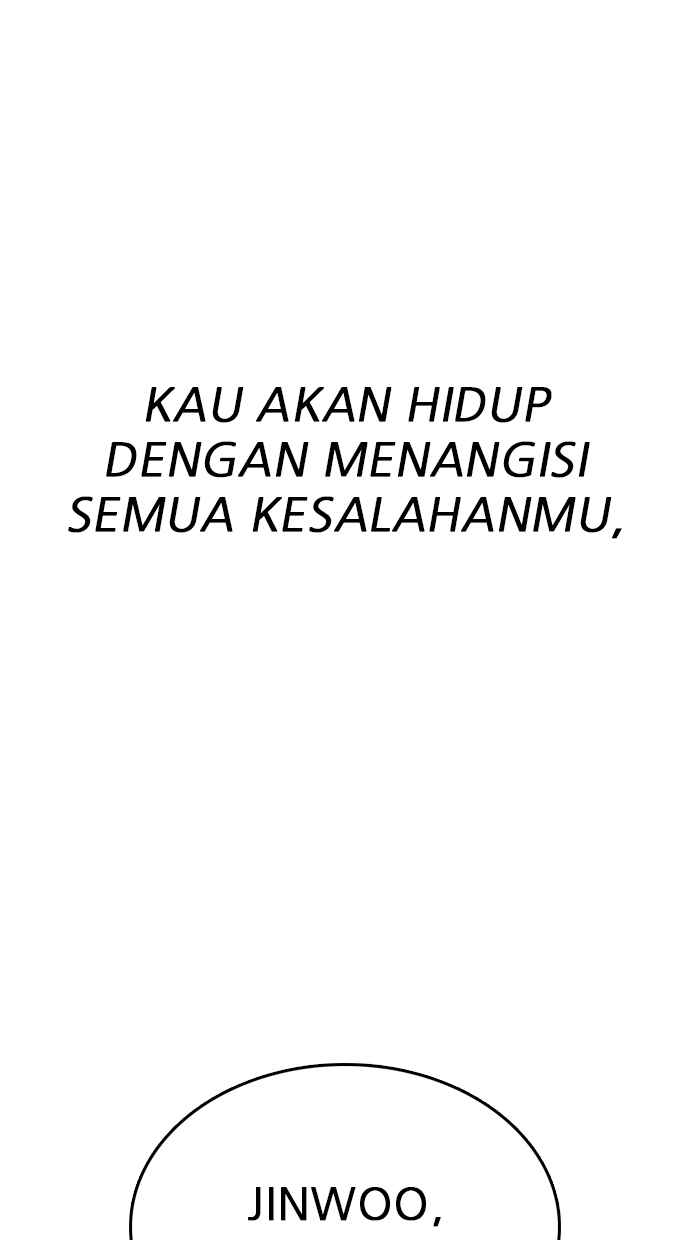 KAU AKAN HIDUP
DENGAN MENANGISI
SEMUA KESALAHANMU,
JINWOO,